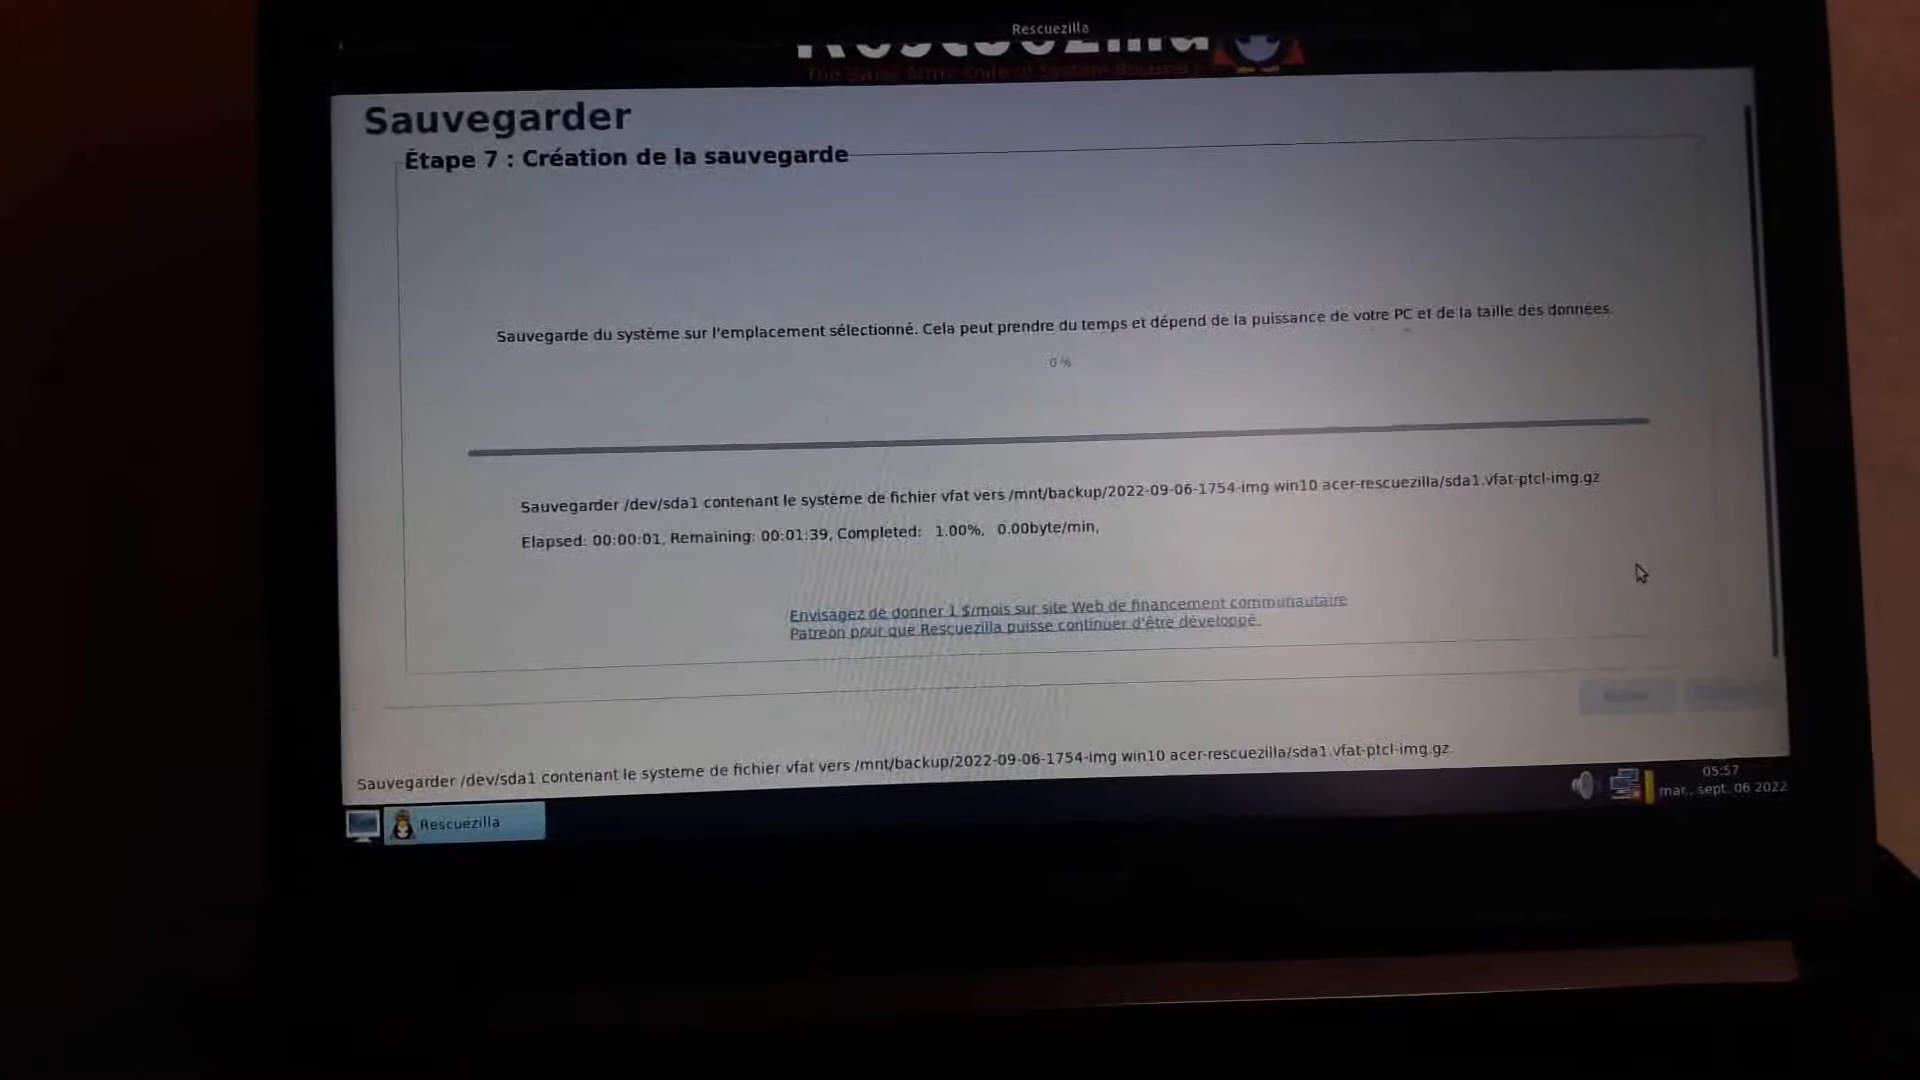 Rescuezilla
Rescuezilla
Sauvegarder
Étape 7 : Création de la sauvegarde
Sauvegarde du système sur l'emplacement sélectionné. Cela peut prendre du temps et dépend de la puissance de votre PC et de la taille des données.
0 %
Sauvegarder /dev/sda1 contenant le système de fichier vfat vers /mnt/backup/2022-09-06-1754-img win10 acer-rescuezilla/sda1.vfat-ptcl-img.gz
Elapsed: 00:00:01, Remaining: 00:01:39, Completed: 1.00%, 0.00byte/min,
Envisagez de donner 1 $/mois sur site Web de financement communautaire
Patreon pour que Rescuezilla puisse continuer d'être développé.
Sauvegarder /dev/sda1 contenant le système de fichier vfat vers /mnt/backup/2022-09-06-1754-img win10 acer-rescuezilla/sda1.vfat-ptcl-img.gz.
Rescuezilla
05:57
mar., sept. 06 2022